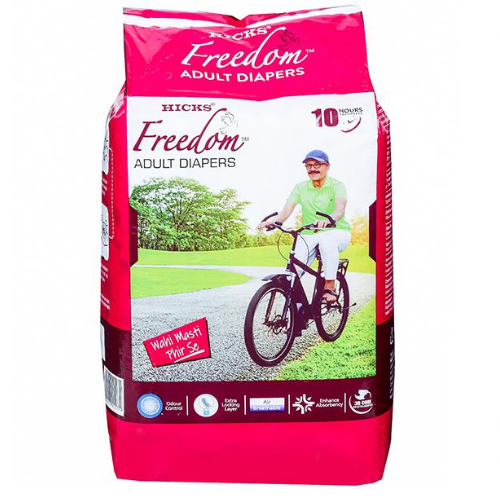 HICKS®
Freedom™
ADULT DIAPERS
HICKS®
Freedom™
ADULT DIAPERS
10 HOURS
Wahi Masti
Phir Se
Odour
Control
Extra
Locking
Layer
Air
Breathable
Enhance
Absorbency